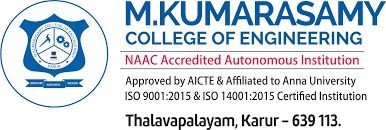 M.KUMARASAMY
COLLEGE OF ENGINEERING
NAAC Accredited Autonomous Institution
Approved by AICTE & Affiliated to Anna University
ISO 9001:2015 & ISO 14001:2015 Certified Institution
Thalavapalayam, Karur – 639 113.